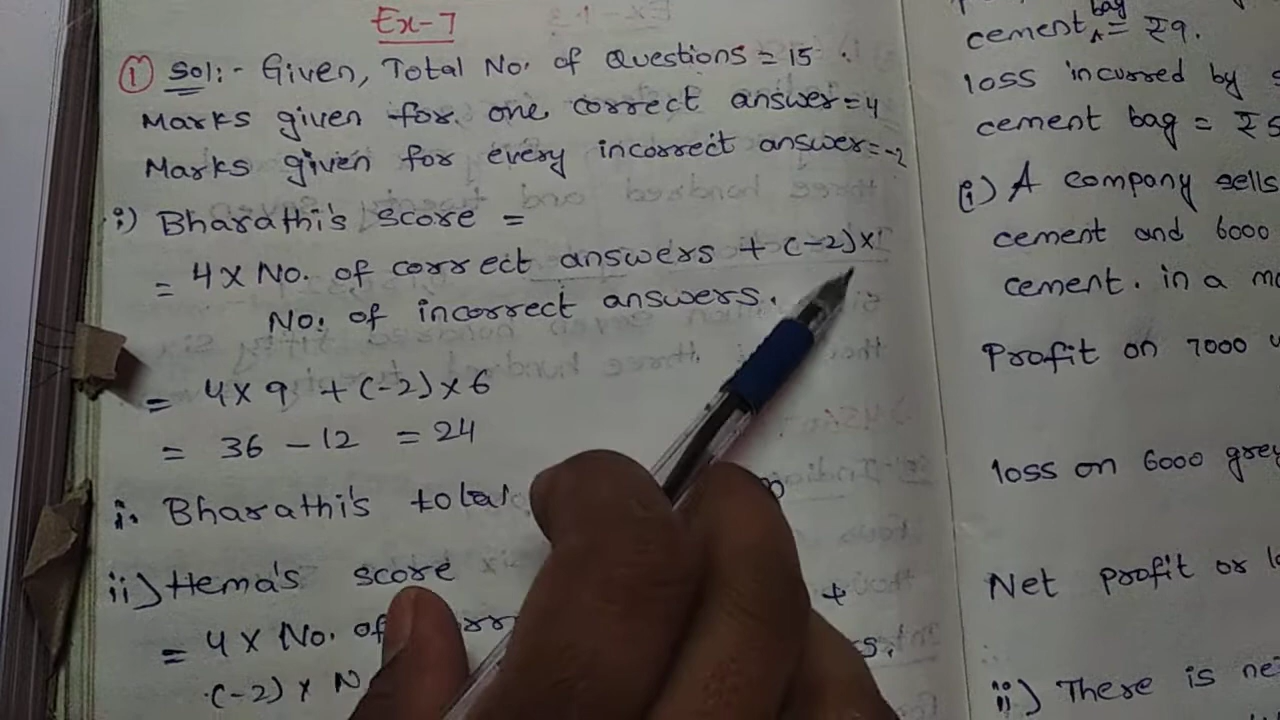 Ex-7
① Sol:- Given, Total No. of Questions = 15.
Marks given for one correct answer = 4
Marks given for every incorrect answer = -2
i) Bharathi's score =
= 4 × No. of correct answers + (-2) ×
No. of incorrect answers.
= 4 × 9 + (-2) × 6
= 36 - 12 = 24
i. Bharathi's total
ii) Hema's score
= 4 × No. of
+
(-2) × N
cement bag = ₹9.
loss incurred by
cement bag = ₹5
(i) A company sells
cement and 6000
cement. in a
Profit on 7000
loss on 6000 grey
Net profit or
ii) There is